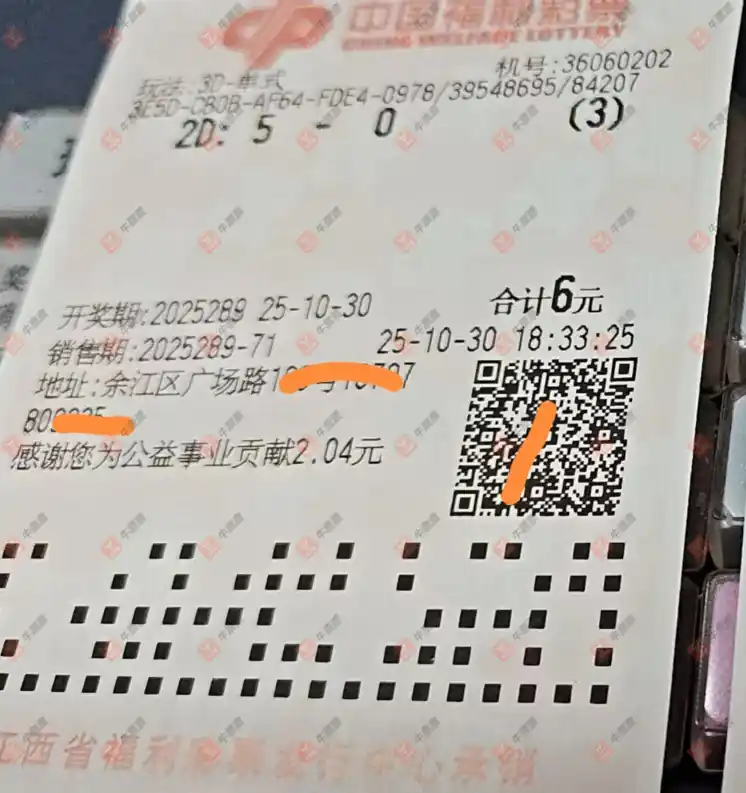 中国福利彩票
CHINA WELFARE LOTTERY
机号:36060202
玩法:3D-单式
3E5D-CB0B-AF64-FDE4-0978/39548695/84207
2D: 5 - 0 (3)
开奖期:2025289 25-10-30 合计6元
销售期:2025289-71 25-10-30 18:33:25
地址:余江区广场路
感谢您为公益事业贡献2.04元
江西省福利彩票发行中心承销